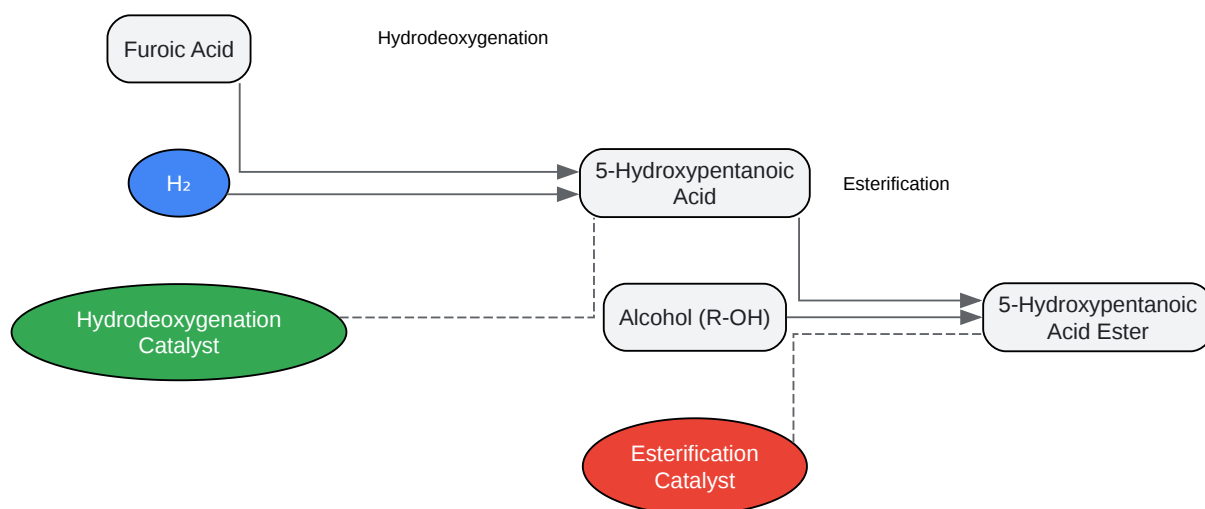 Furoic Acid
Hydrodeoxygenation
H₂
5-Hydroxypentanoic
Acid
Esterification
Hydrodeoxygenation
Catalyst
Alcohol (R-OH)
5-Hydroxypentanoic
Acid Ester
Esterification
Catalyst